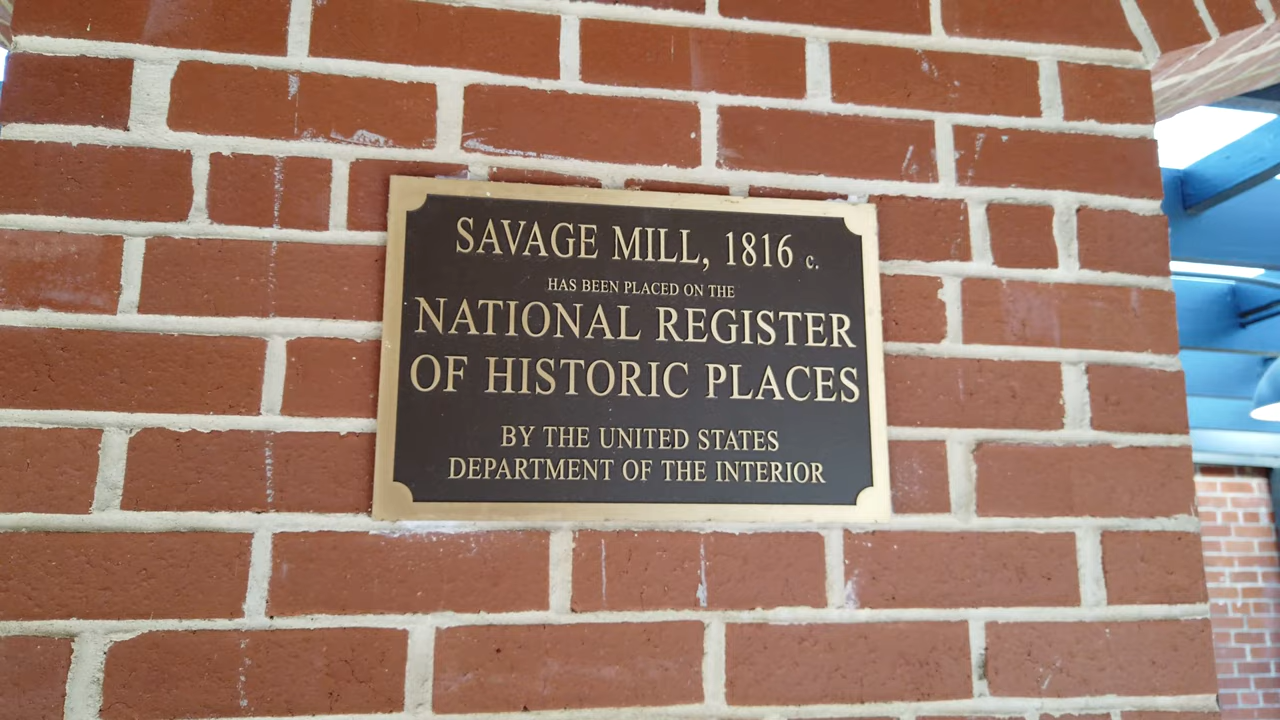 SAVAGE MILL, 1816 c.
HAS BEEN PLACED ON THE
NATIONAL REGISTER
OF HISTORIC PLACES
BY THE UNITED STATES
DEPARTMENT OF THE INTERIOR